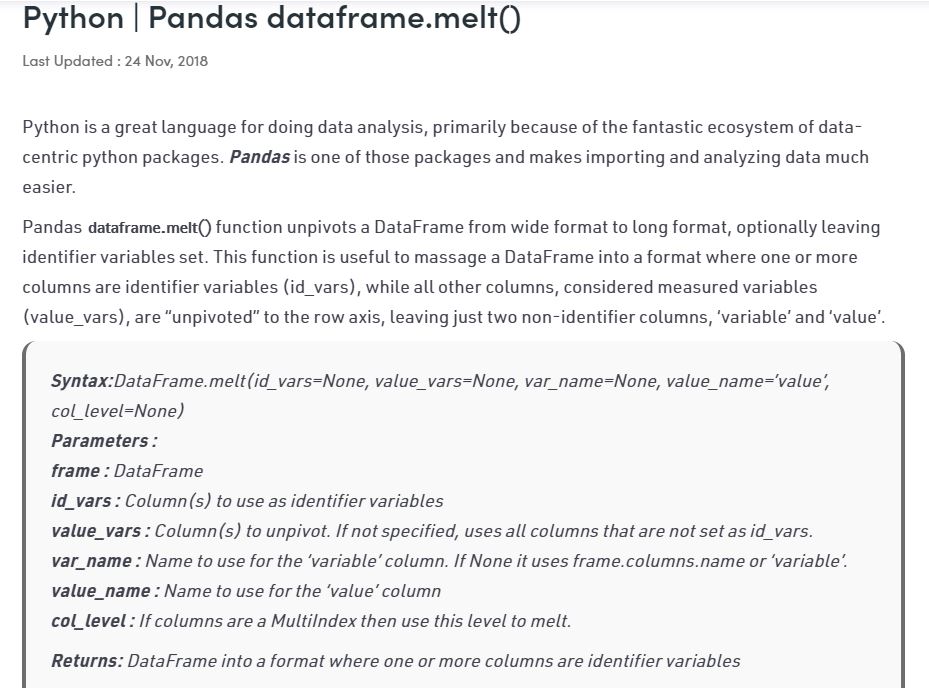 Python | Pandas dataframe.melt()
Last Updated : 24 Nov, 2018
Python is a great language for doing data analysis, primarily because of the fantastic ecosystem of data-
centric python packages. Pandas is one of those packages and makes importing and analyzing data much
easier.
Pandas dataframe.melt() function unpivots a DataFrame from wide format to long format, optionally leaving
identifier variables set. This function is useful to massage a DataFrame into a format where one or more
columns are identifier variables (id_vars), while all other columns, considered measured variables
(value_vars), are “unpivoted” to the row axis, leaving just two non-identifier columns, ‘variable’ and ‘value’.
Syntax:DataFrame.melt(id_vars=None, value_vars=None, var_name=None, value_name=’value’,
col_level=None)
Parameters :
frame : DataFrame
id_vars : Column(s) to use as identifier variables
value_vars : Column(s) to unpivot. If not specified, uses all columns that are not set as id_vars.
var_name : Name to use for the ‘variable’ column. If None it uses frame.columns.name or ‘variable’.
value_name : Name to use for the ‘value’ column
col_level : If columns are a MultiIndex then use this level to melt.
Returns: DataFrame into a format where one or more columns are identifier variables